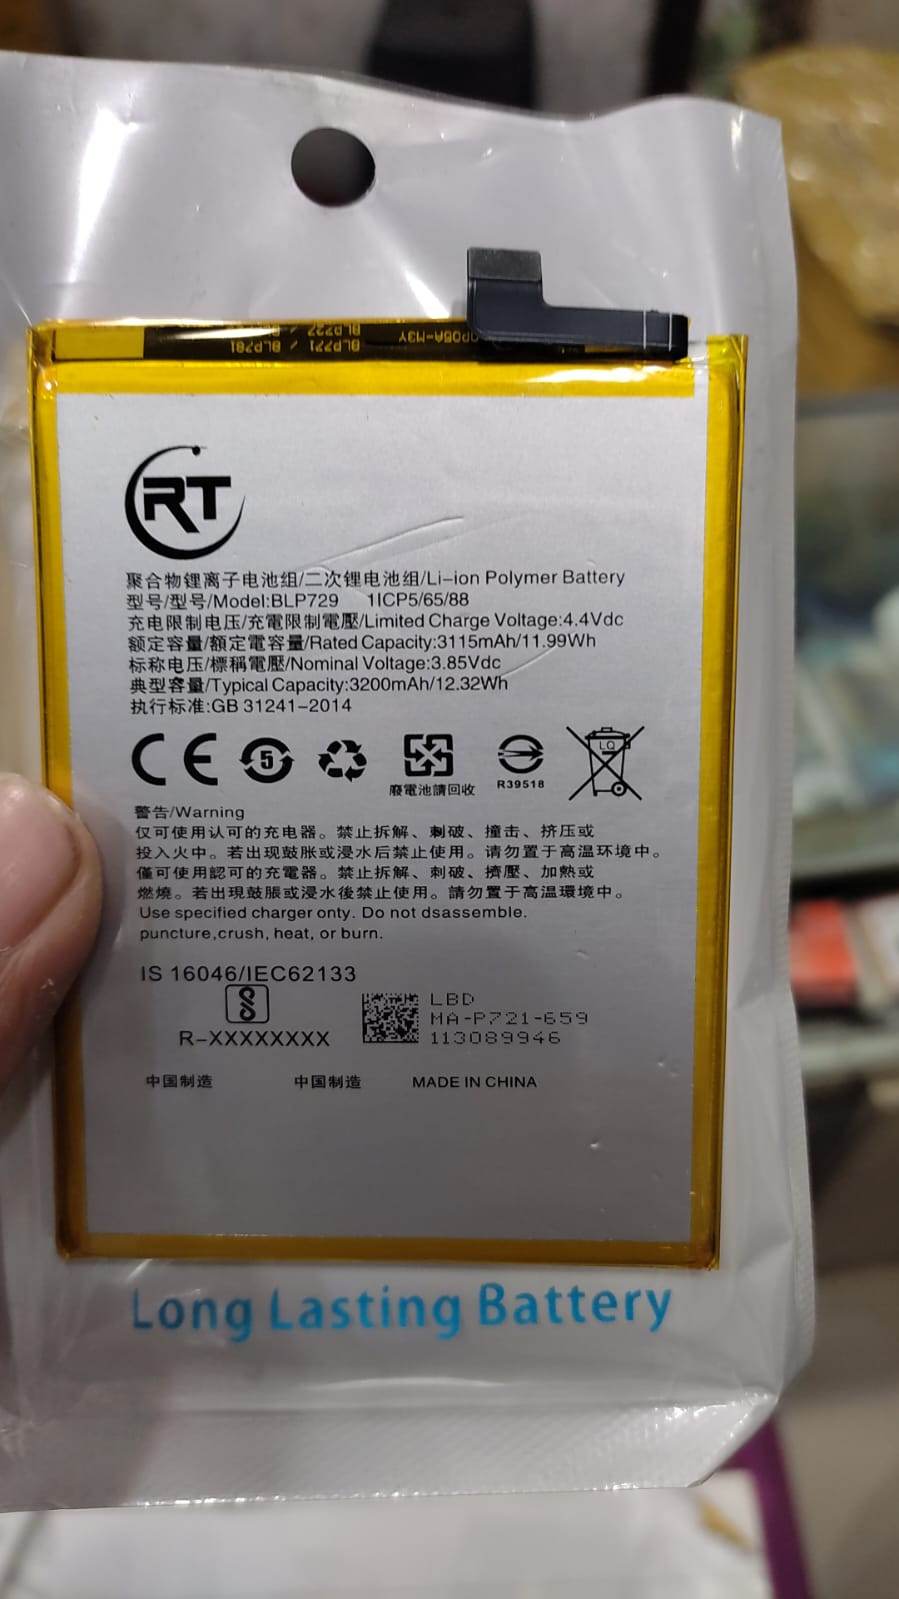 BLP781
BLP771 /
BLP727 /
OP05A-M3Y
RT
聚合物锂离子电池组/二次锂电池组/Li-ion Polymer Battery
型号/型号/Model:BLP729 1ICP5/65/88
充电限制电压/充電限制電壓/Limited Charge Voltage:4.4Vdc
额定容量/額定電容量/Rated Capacity:3115mAh/11.99Wh
标称电压/標稱電壓/Nominal Voltage:3.85Vdc
典型容量/Typical Capacity:3200mAh/12.32Wh
执行标准:GB 31241-2014
CE
5
廢電池請回收
R39518
LQ
警告/Warning
仅可使用认可的充电器。禁止拆解、刺破、撞击、挤压或
投入火中。若出现鼓胀或浸水后禁止使用。请勿置于高温环境中。
僅可使用認可的充電器。禁止拆解、刺破、擠壓、加熱或
燃燒。若出現鼓脹或浸水後禁止使用。請勿置于高溫環境中。
Use specified charger only. Do not dsassemble.
puncture,crush, heat, or burn.
IS 16046/IEC62133
R-XXXXXXXX
LBD
MA-P721-659
113089946
中国制造 中国制造 MADE IN CHINA
Long Lasting Battery